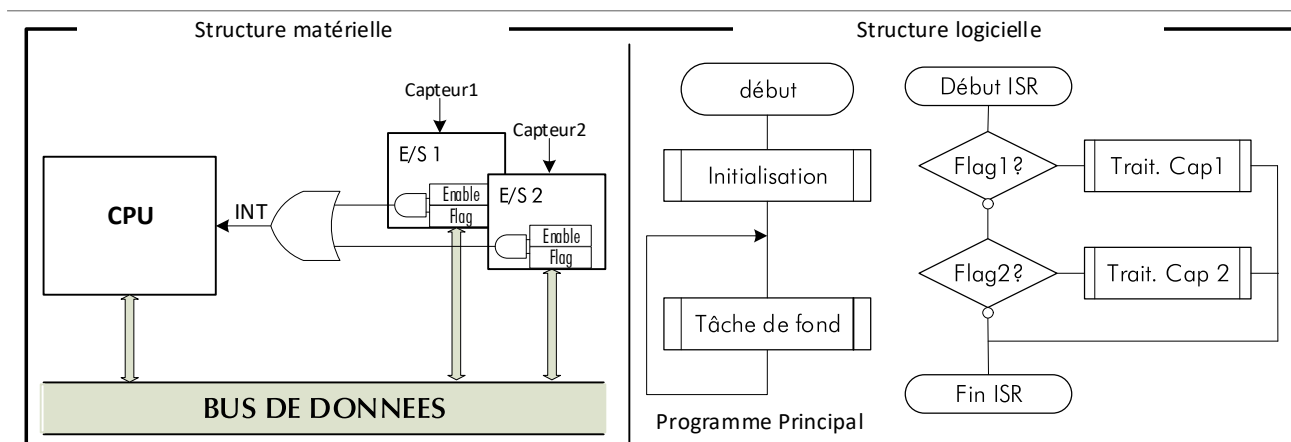 Structure matérielle
Structure logicielle
Capteur1
Capteur2
E/S 1
Enable
Flag
E/S 2
Enable
Flag
CPU
INT
BUS DE DONNEES
début
Initialisation
Tâche de fond
Programme Principal
Début ISR
Flag1?
Trait. Cap1
Flag2?
Trait. Cap 2
Fin ISR